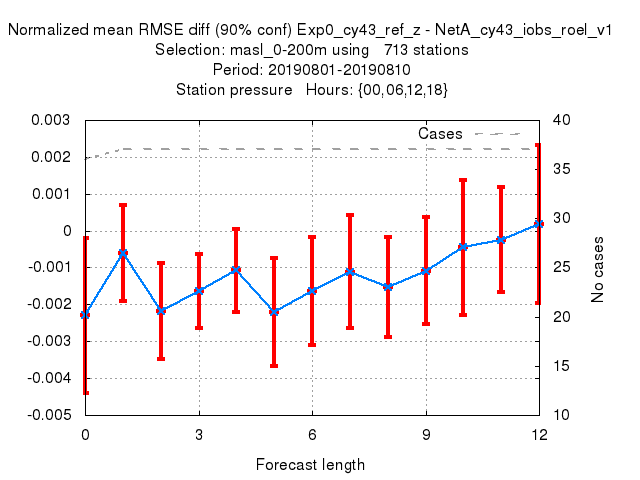 Normalized mean RMSE diff (90% conf) Exp0_cy43_ref_z - NetA_cy43_iobs_roel_v1
Selection: masl_0-200m using   713 stations
Period: 20190801-20190810
Station pressure   Hours: {00,06,12,18}
0.003
0.002
0.001
0
-0.001
-0.002
-0.003
-0.004
-0.005
Cases
40
35
30
25
20
15
10
No cases
0 3 6 9 12
Forecast length